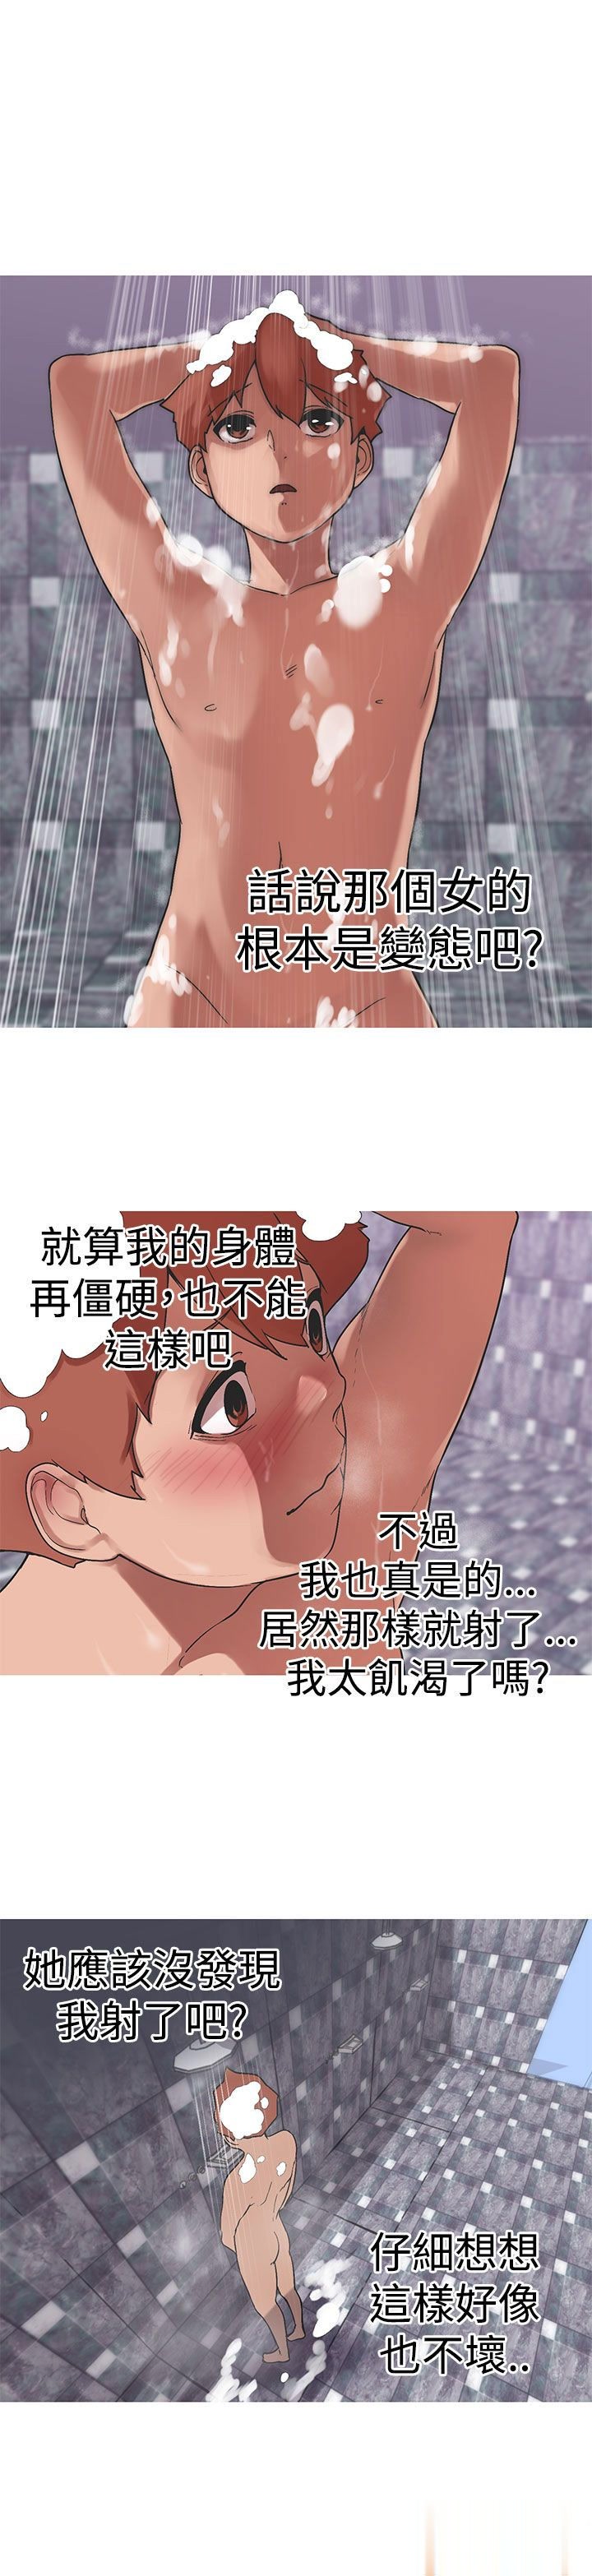 話說那個女的
根本是變態吧?
就算我的身體
再僵硬,也不能
這樣吧
不過
我也真是的...
居然那樣就射了...
我太飢渴了嗎?
她應該沒發現
我射了吧?
仔細想想
這樣好像
也不壞..